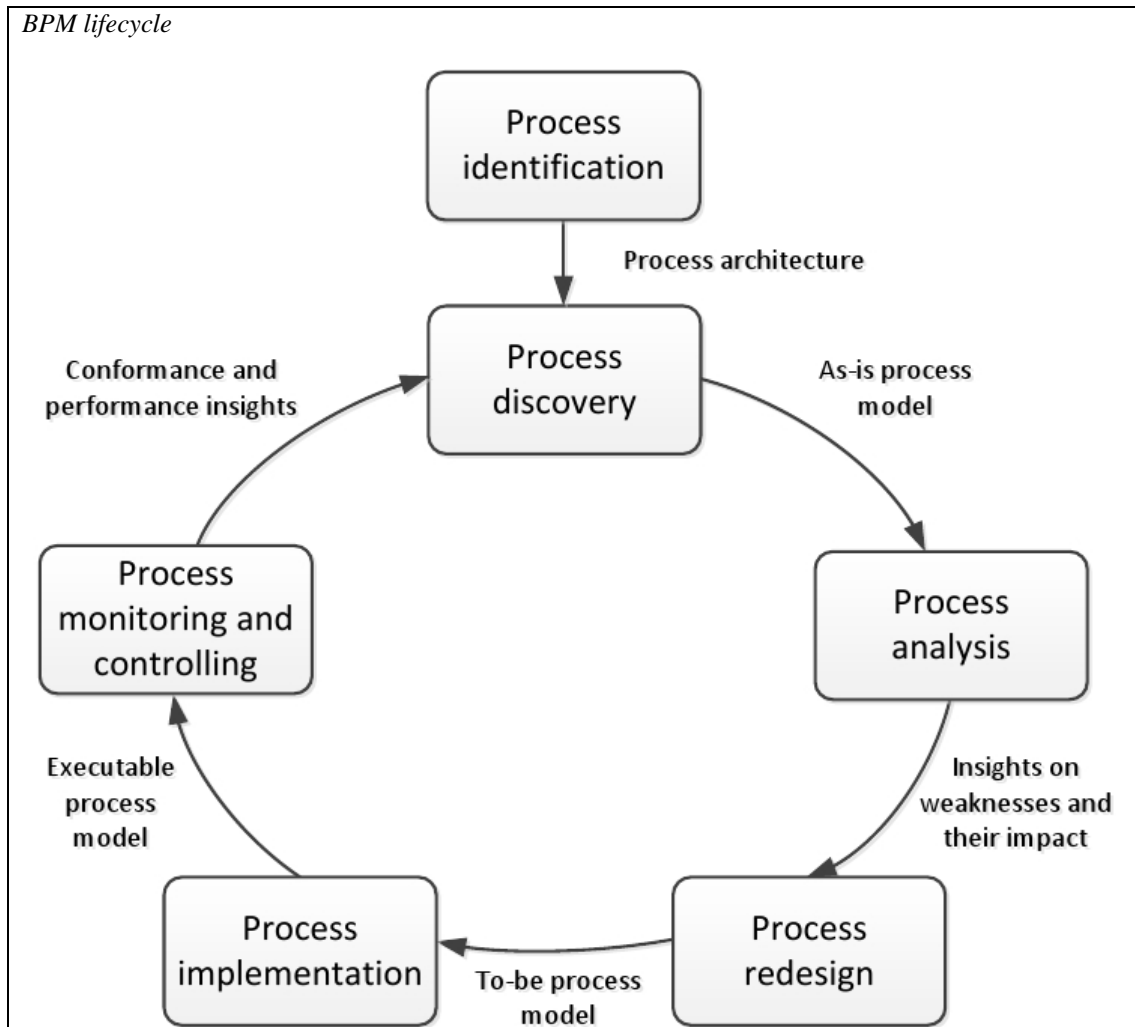 BPM lifecycle
Process
identification
Process architecture
Process
discovery
As-is process
model
Process
analysis
Insights on
weaknesses and
their impact
Process
redesign
To-be process
model
Process
implementation
Executable
process
model
Process
monitoring and
controlling
Conformance and
performance insights